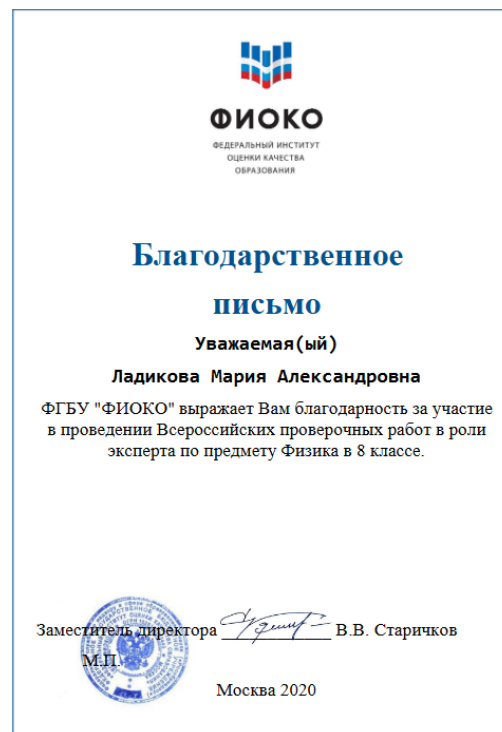 ФИОКО
ФЕДЕРАЛЬНЫЙ ИНСТИТУТ
ОЦЕНКИ КАЧЕСТВА
ОБРАЗОВАНИЯ
Благодарственное
письмо
Уважаемая(ый)
Ладикова Мария Александровна
ФГБУ "ФИОКО" выражает Вам благодарность за участие
в проведении Всероссийских проверочных работ в роли
эксперта по предмету Физика в 8 классе.
Заместитель директора В.В. Старичков
М.П.
Москва 2020